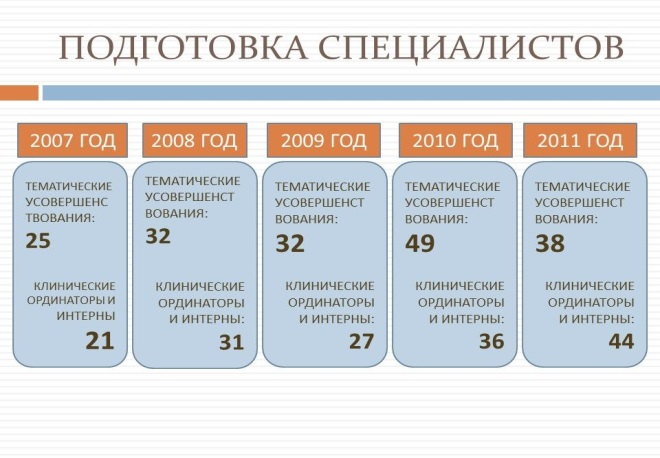 ПОДГОТОВКА СПЕЦИАЛИСТОВ
2007 ГОД
ТЕМАТИЧЕСКИЕ
УСОВЕРШЕНС
ТВОВАНИЯ:
25
КЛИНИЧЕСКИЕ
ОРДИНАТОРЫ И
ИНТЕРНЫ
21
2008 ГОД
ТЕМАТИЧЕСКИЕ
УСОВЕРШЕНСТ
ВОВАНИЯ:
32
КЛИНИЧЕСКИЕ
ОРДИНАТОРЫ
И ИНТЕРНЫ:
31
2009 ГОД
ТЕМАТИЧЕСКИЕ
УСОВЕРШЕНСТ
ВОВАНИЯ:
32
КЛИНИЧЕСКИЕ
ОРДИНАТОРЫ
И ИНТЕРНЫ:
27
2010 ГОД
ТЕМАТИЧЕСКИЕ
УСОВЕРШЕНСТ
ВОВАНИЯ:
49
КЛИНИЧЕСКИЕ
ОРДИНАТОРЫ
И ИНТЕРНЫ:
36
2011 ГОД
ТЕМАТИЧЕСКИЕ
УСОВЕРШЕНСТ
ВОВАНИЯ:
38
КЛИНИЧЕСКИЕ
ОРДИНАТОРЫ
И ИНТЕРНЫ:
44